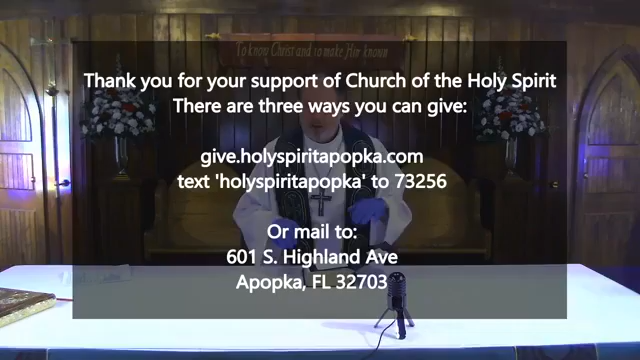 To know Christ and to make Him known
Thank you for your support of Church of the Holy Spirit
There are three ways you can give:
give.holyspiritapopka.com
text 'holyspiritapopka' to 73256
Or mail to:
601 S. Highland Ave
Apopka, FL 32703